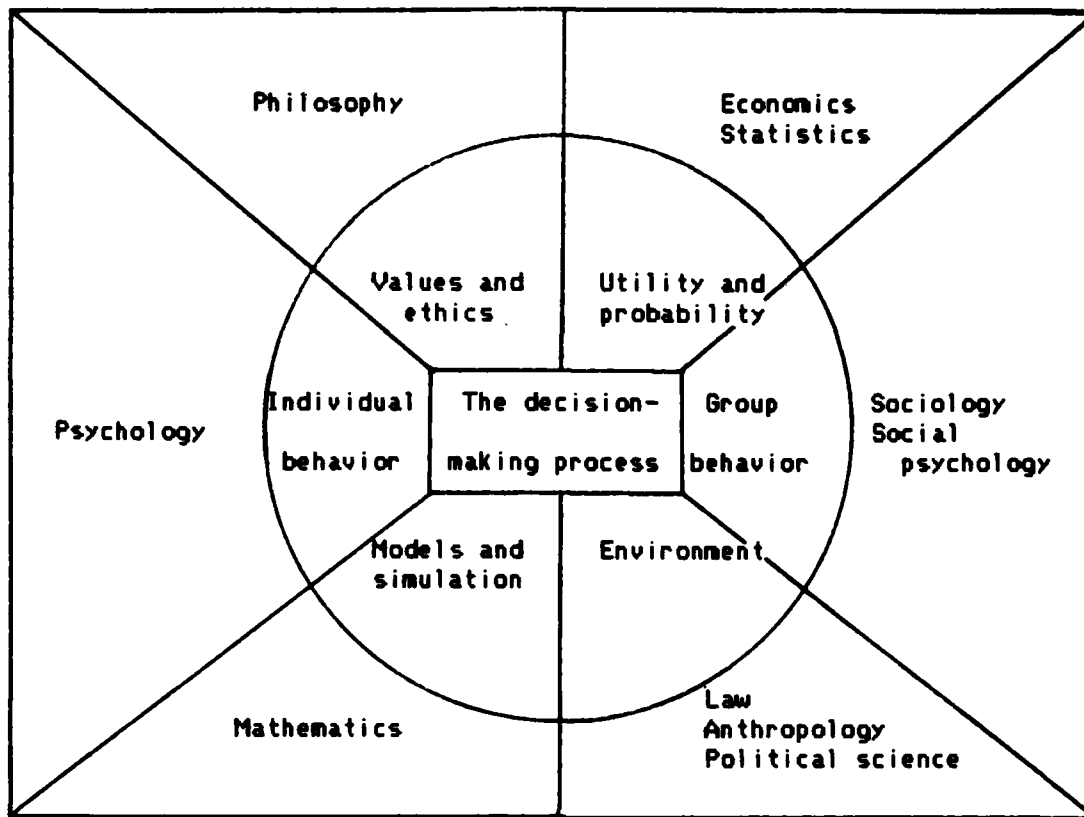 Philosophy
Economics
Statistics
Values and
ethics
Utility and
probability
Psychology
Individual
behavior
The decision-
making process
Group
behavior
Sociology
Social
psychology
Models and
simulation
Environment
Mathematics
Law
Anthropology
Political science